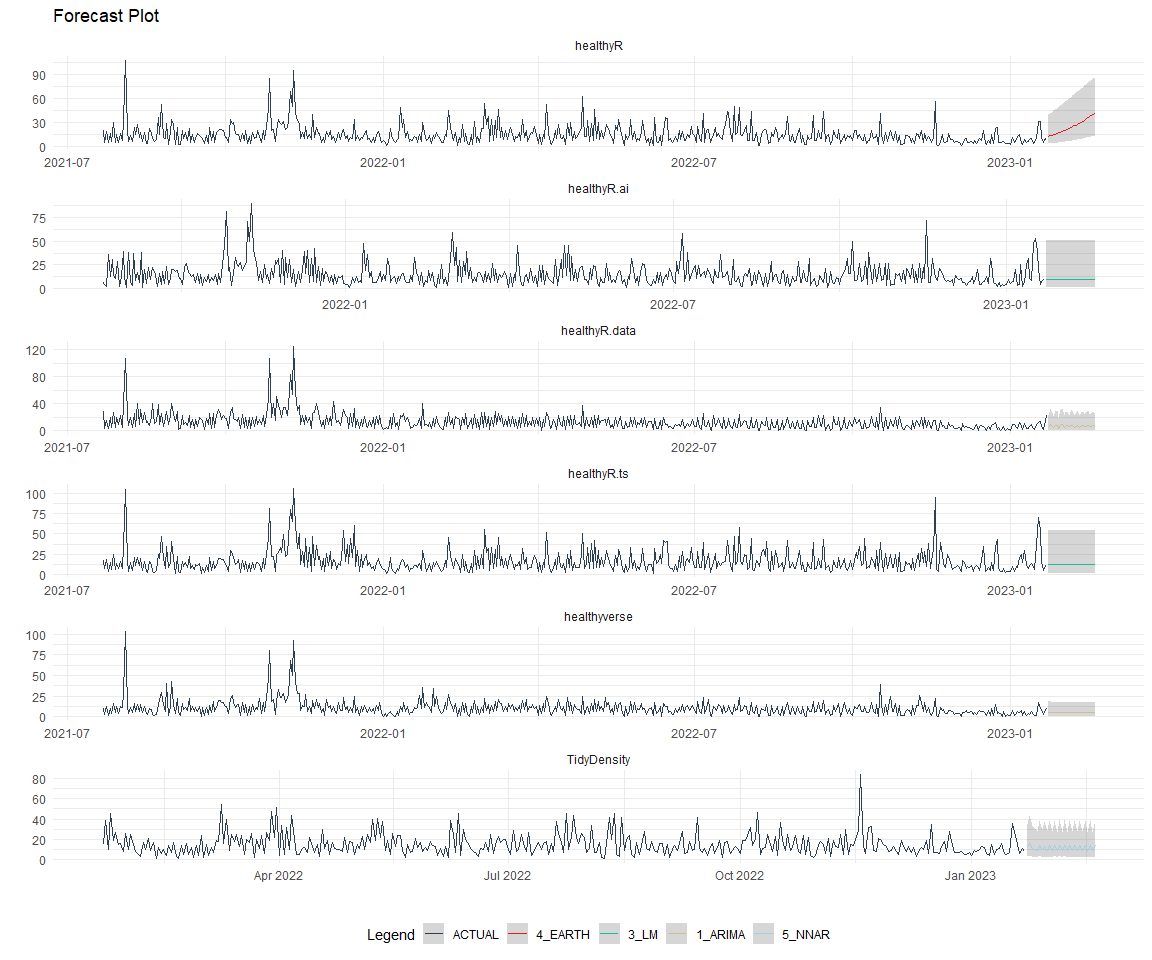 Forecast Plot
healthyR
90
60
30
0
2021-07 2022-01 2022-07 2023-01
healthyR.ai
75
50
25
0
2022-01 2022-07 2023-01
healthyR.data
120
80
40
0
2021-07 2022-01 2022-07 2023-01
healthyR.ts
100
75
50
25
0
2021-07 2022-01 2022-07 2023-01
healthyverse
100
75
50
25
0
2021-07 2022-01 2022-07 2023-01
TidyDensity
80
60
40
20
0
Apr 2022 Jul 2022 Oct 2022 Jan 2023
Legend ACTUAL 4_EARTH 3_LM 1_ARIMA 5_NNAR